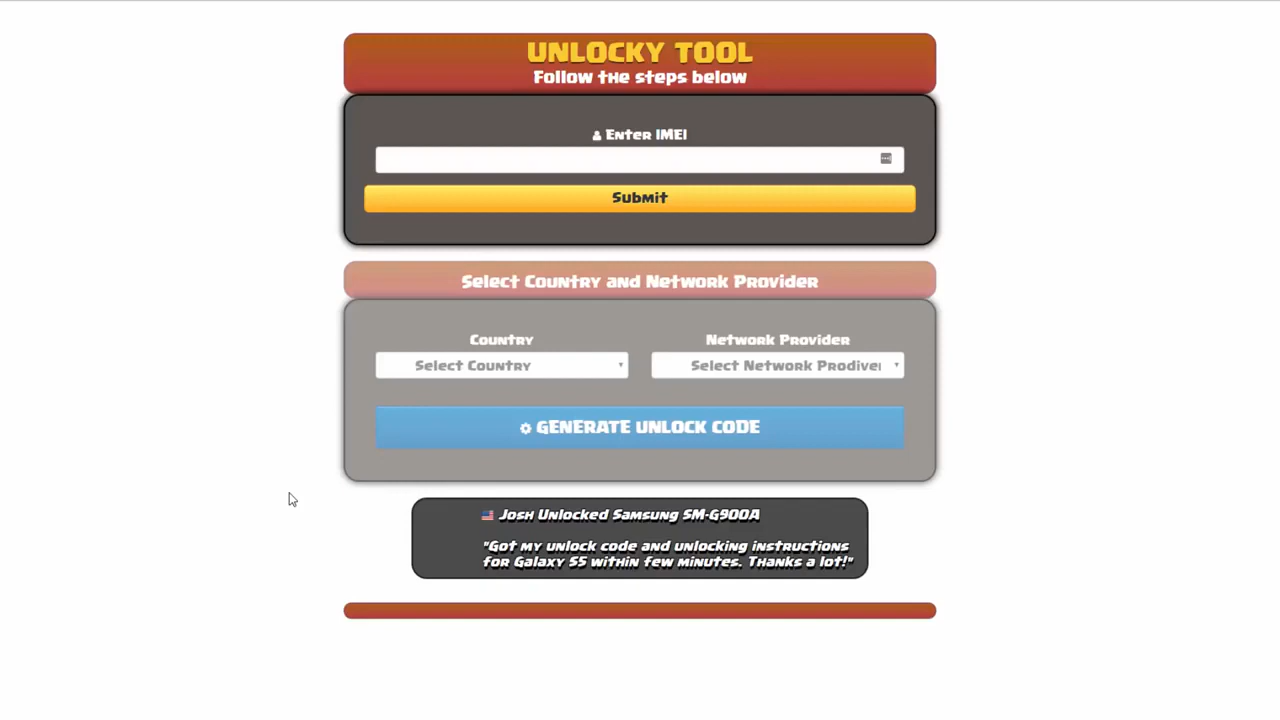 UNLOCKY TOOL
Follow the steps below
Enter IMEI
Submit
Select Country and Network Provider
Country
Network Provider
Select Country
Select Network Prodiver
GENERATE UNLOCK CODE
Josh Unlocked Samsung SM-G900A
"Got my unlock code and unlocking instructions
for Galaxy S5 within few minutes. Thanks a lot!"